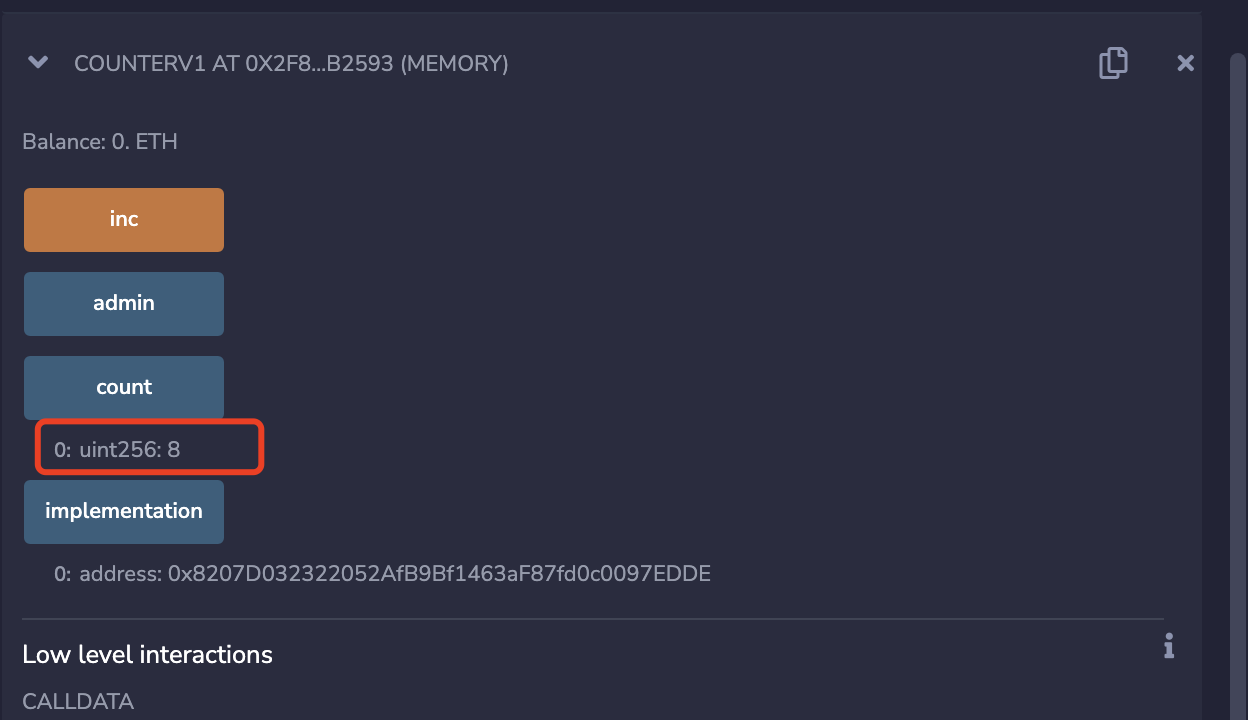 COUNTERV1 AT 0X2F8...B2593 (MEMORY)
Balance: 0. ETH
inc
admin
count
0: uint256: 8
implementation
0: address: 0x8207D032322052AfB9Bf1463aF87fd0c0097EDDE
Low level interactions
CALLDATA